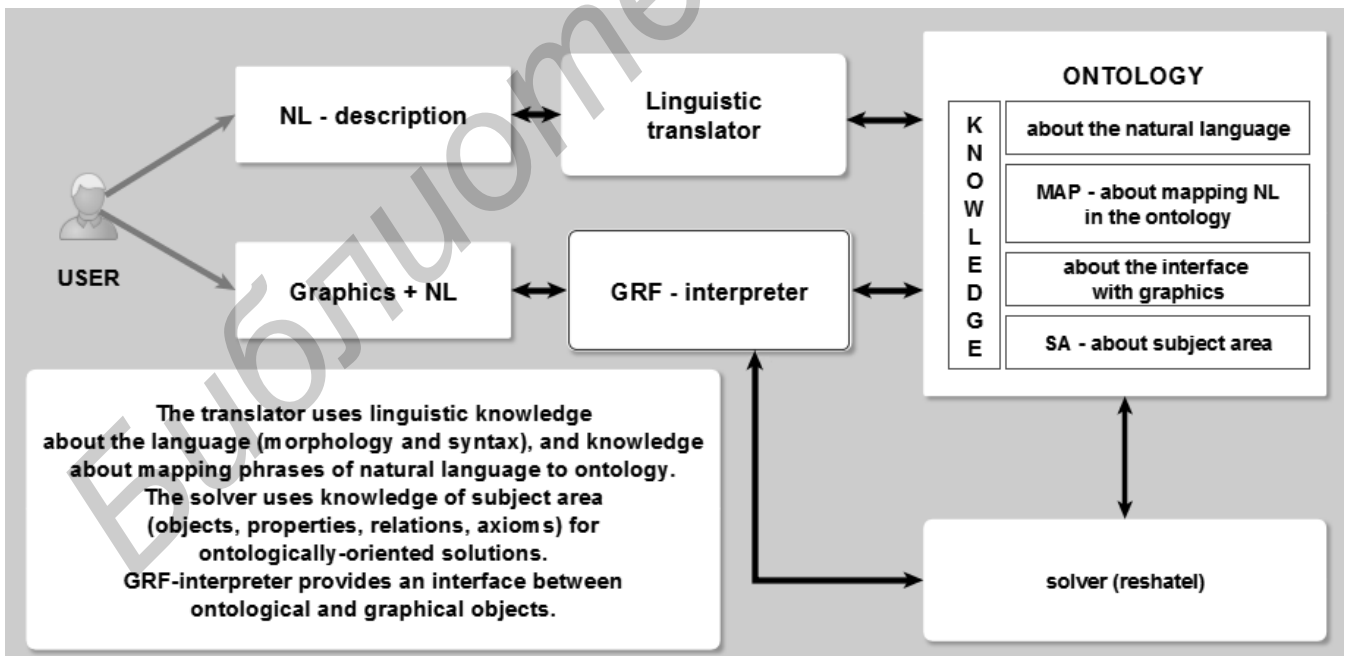 NL - description
Linguistic
translator
ONTOLOGY
K
N
O
W
L
E
D
G
E
about the natural language
MAP - about mapping NL
in the ontology
about the interface
with graphics
SA - about subject area
USER
Graphics + NL
GRF - interpreter
The translator uses linguistic knowledge
about the language (morphology and syntax), and knowledge
about mapping phrases of natural language to ontology.
The solver uses knowledge of subject area
(objects, properties, relations, axioms) for
ontologically-oriented solutions.
GRF-interpreter provides an interface between
ontological and graphical objects.
solver (reshatel)